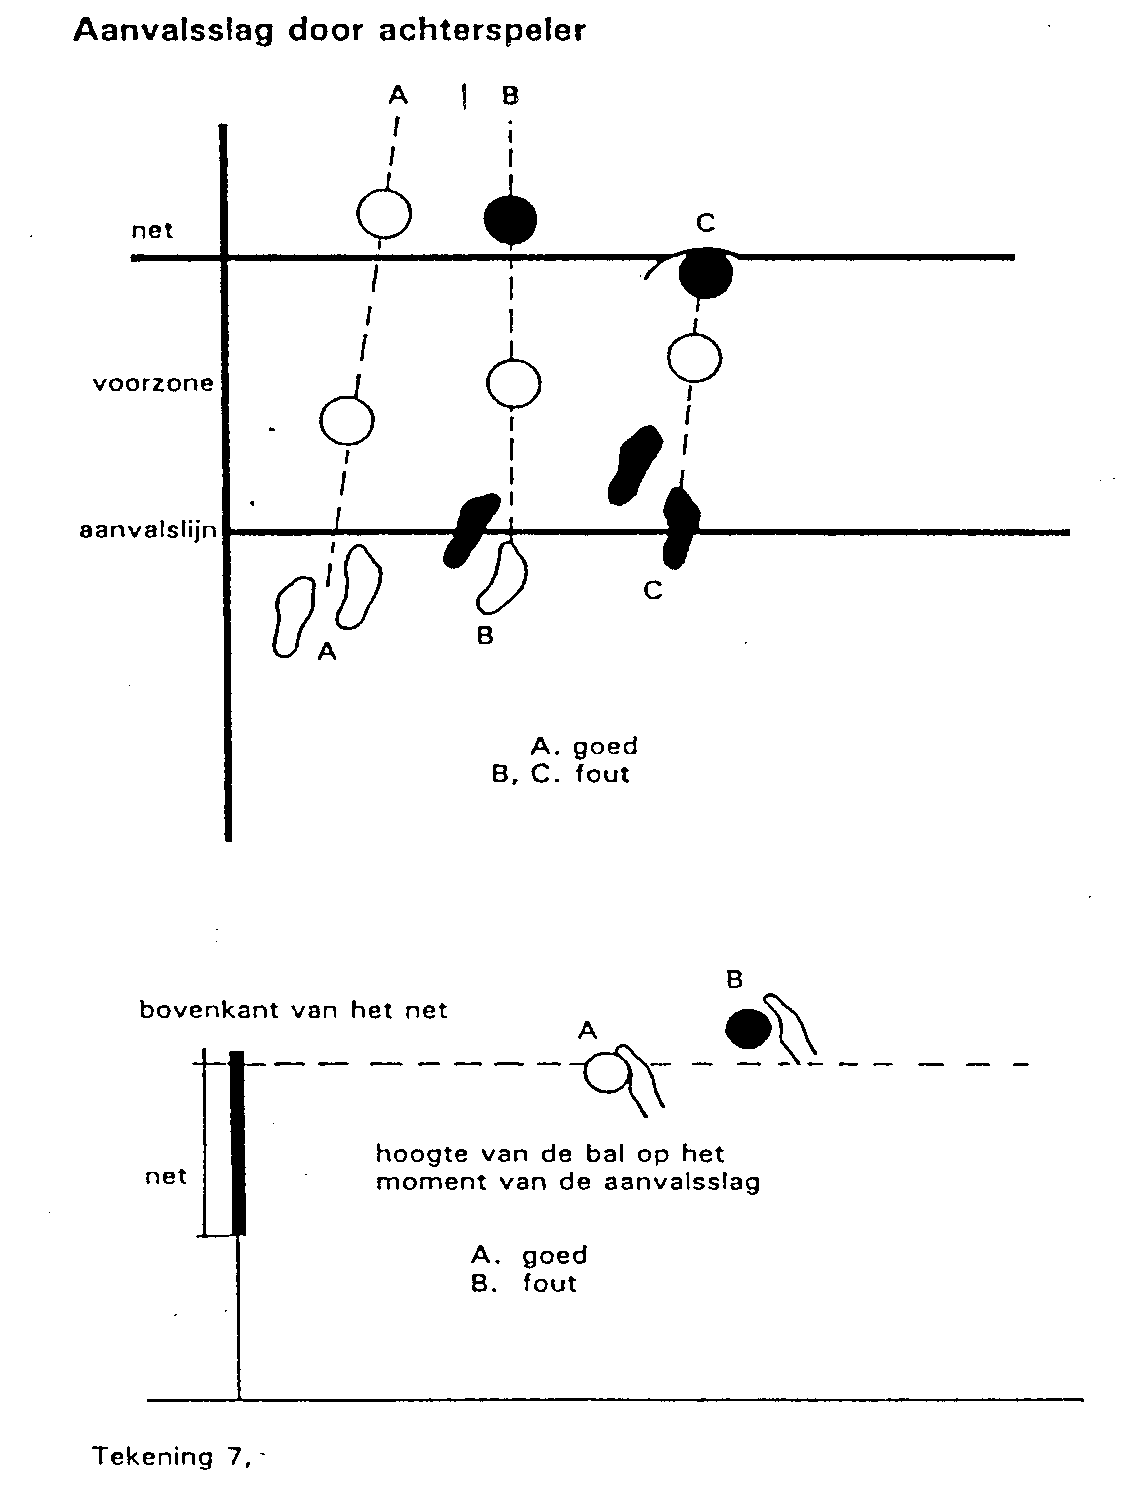 Aanvalsslag door achterspeler
A | B
net
C
voorzone
aanvalslijn
C
B
A
A. goed
B, C. fout
B
bovenkant van het net
A
hoogte van de bal op het
moment van de aanvalsslag
net
A. goed
B. fout
Tekening 7,